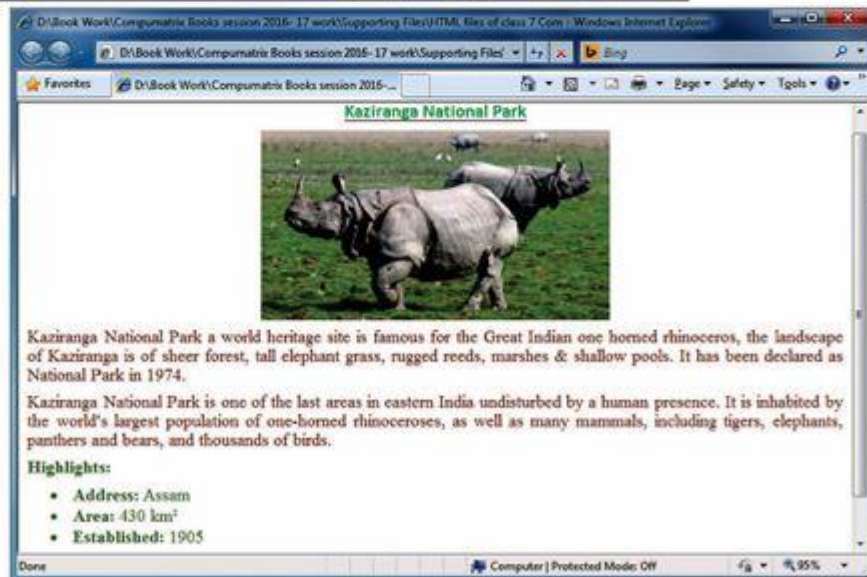 D:\Book Work\Compumatrix Books session 2016- 17 work\Supporting Files\HTML files of class 7 Com - Windows Internet Explorer
D:\Book Work\Compumatrix Books session 2016- 17 work\Supporting Files\
Bing
Favorites
D:\Book Work\Compumatrix Books session 2016-...
Page
Safety
Tools
Kaziranga National Park
Kaziranga National Park a world heritage site is famous for the Great Indian one horned rhinoceros, the landscape
of Kaziranga is of sheer forest, tall elephant grass, rugged reeds, marshes & shallow pools. It has been declared as
National Park in 1974.
Kaziranga National Park is one of the last areas in eastern India undisturbed by a human presence. It is inhabited by
the world's largest population of one-horned rhinoceroses, as well as many mammals, including tigers, elephants,
panthers and bears, and thousands of birds.
Highlights:
• Address: Assam
• Area: 430 km²
• Established: 1905
Done
Computer | Protected Mode: Off
95%